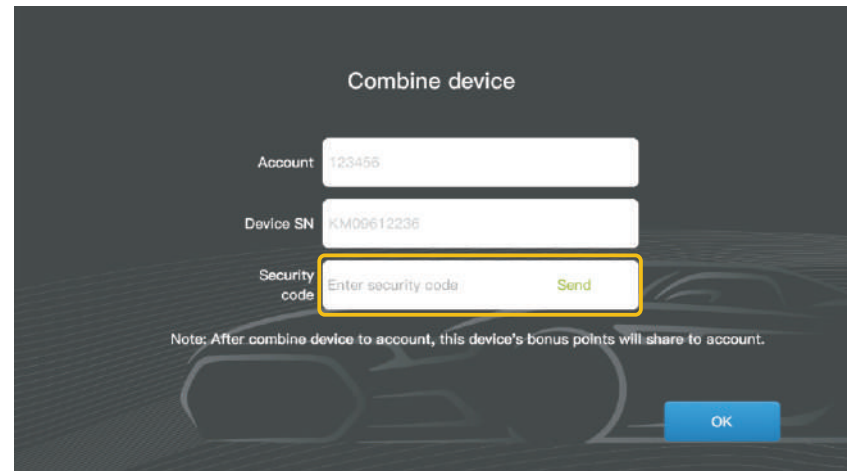 Combine device
Account 123456
Device SN KM09612236
Security
code
Enter security code Send
Note: After combine device to account, this device's bonus points will share to account.
OK